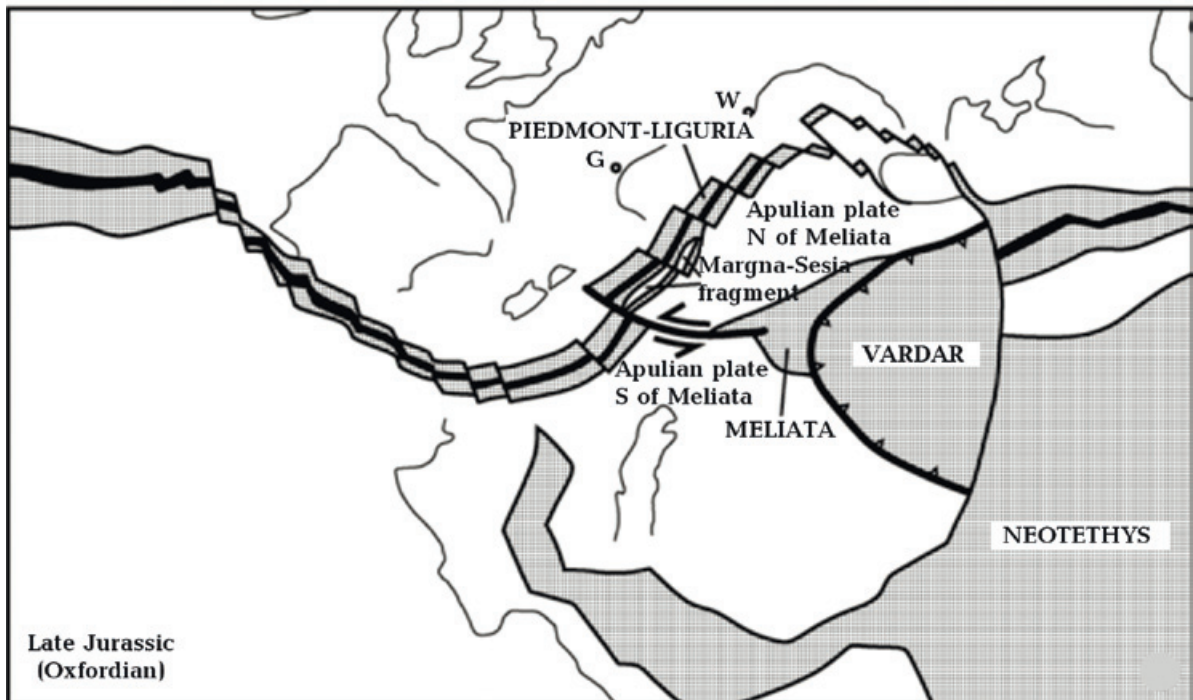 W
PIEDMONT-LIGURIA
G
Apulian plate
N of Meliata
Margna-Sesia
fragment
VARDAR
Apulian plate
S of Meliata
MELIATA
NEOTETHYS
Late Jurassic
(Oxfordian)